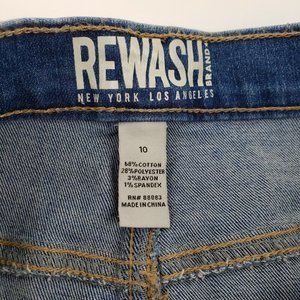 REWASH
BRAND
NEW YORK LOS ANGELES
10
68% COTTON
28% POLYESTER
3% RAYON
1% SPANDEX
RN# 88083
MADE IN CHINA